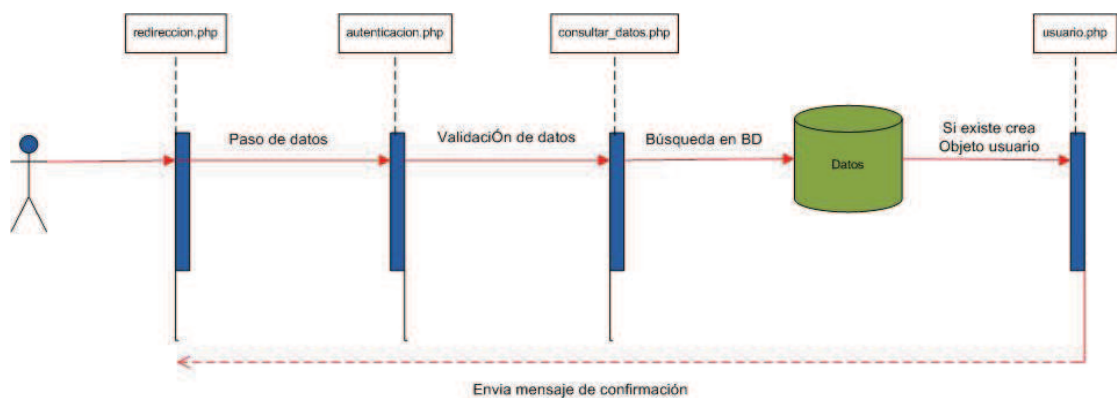 redireccion.php
autenticacion.php
consultar_datos.php
usuario.php
Paso de datos
ValidaciÓn de datos
Búsqueda en BD
Datos
Si existe crea
Objeto usuario
Envia mensaje de confirmación